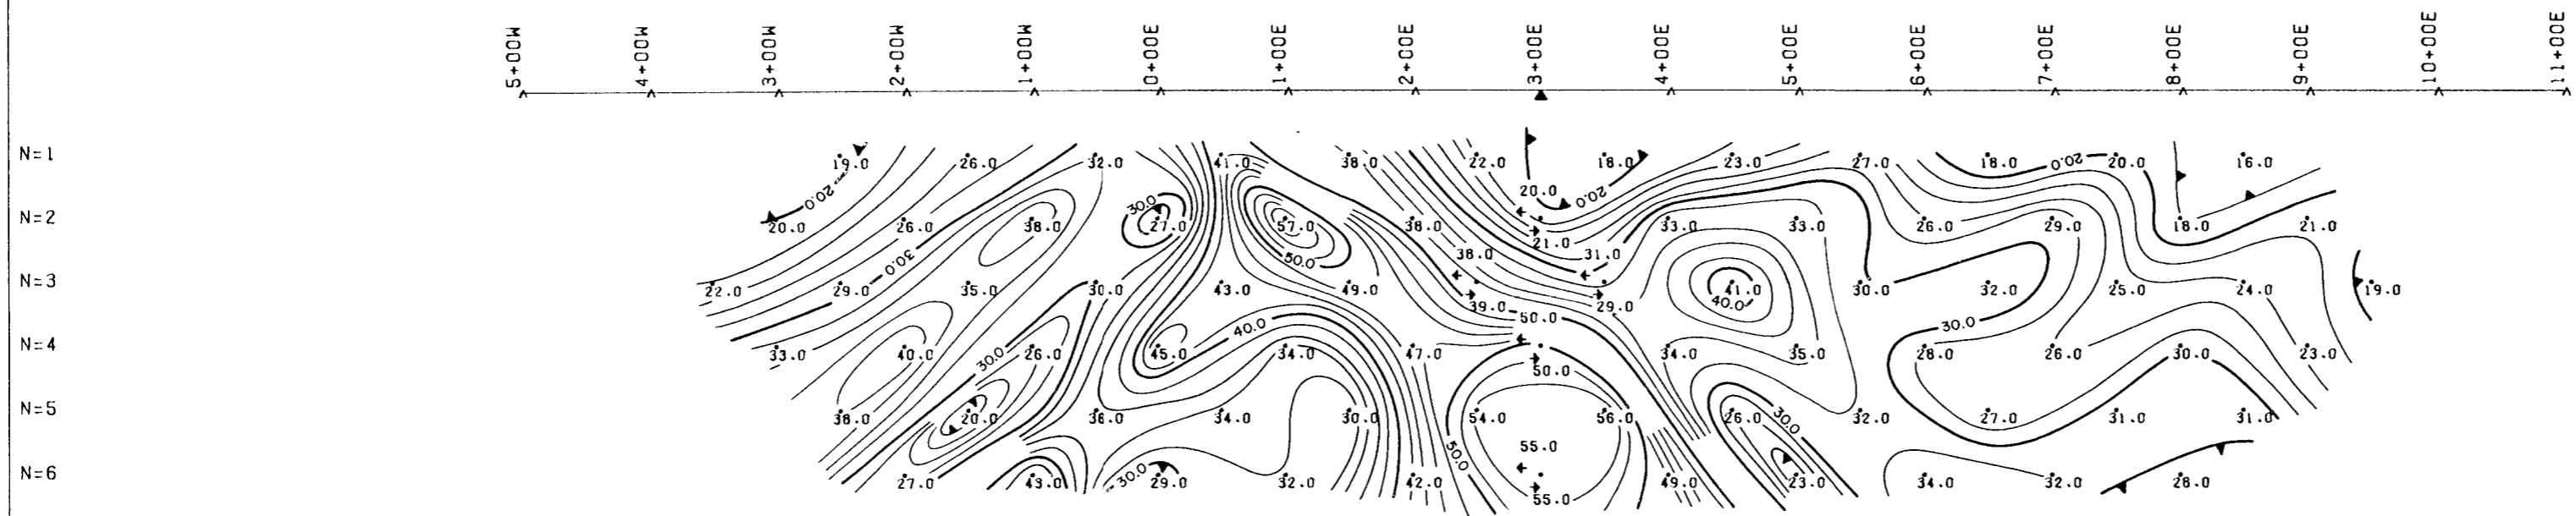 5+00W 4+00W 3+00W 2+00W 1+00W 0+00E 1+00E 2+00E 3+00E 4+00E 5+00E 6+00E 7+00E 8+00E 9+00E 10+00E 11+00E
N=1 19.0 26.0 32.0 41.0 38.0 22.0 18.0 23.0 27.0 18.0 20.0 20.0 16.0
20.0 20.0 20.0
N=2 20.0 26.0 38.0 30.0 27.0 57.0 38.0 21.0 33.0 33.0 26.0 29.0 18.0 21.0
30.0 50.0 38.0 31.0
N=3 22.0 29.0 35.0 30.0 43.0 49.0 39.0 29.0 41.0 30.0 32.0 25.0 24.0 19.0
40.0 50.0 40.0 30.0
N=4 33.0 40.0 30.0 26.0 45.0 34.0 47.0 50.0 34.0 35.0 28.0 26.0 30.0 23.0
N=5 38.0 20.0 36.0 34.0 30.0 54.0 56.0 26.0 30.0 32.0 27.0 31.0 31.0
50.0 55.0
N=6 27.0 43.0 30.0 29.0 32.0 42.0 55.0 49.0 23.0 34.0 32.0 28.0